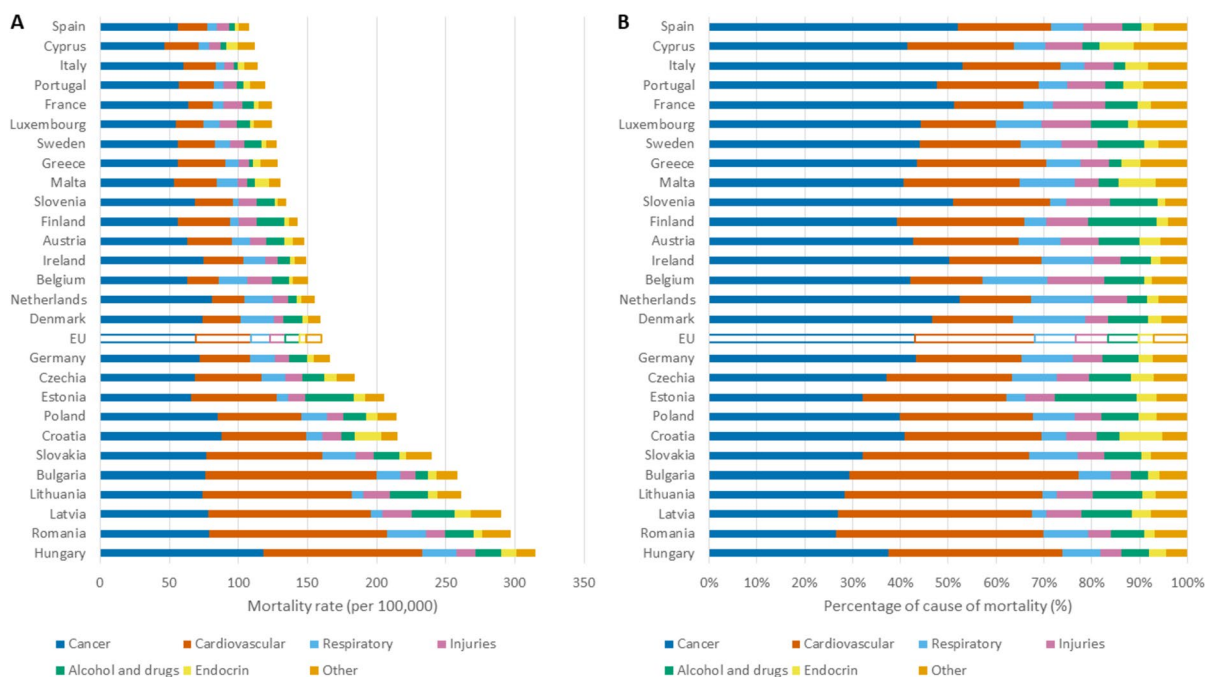 A
Spain
Cyprus
Italy
Portugal
France
Luxembourg
Sweden
Greece
Malta
Slovenia
Finland
Austria
Ireland
Belgium
Netherlands
Denmark
EU
Germany
Czechia
Estonia
Poland
Croatia
Slovakia
Bulgaria
Lithuania
Latvia
Romania
Hungary
0 50 100 150 200 250 300 350
Mortality rate (per 100,000)
Cancer Cardiovascular Respiratory Injuries
Alcohol and drugs Endocrin Other
B
Spain
Cyprus
Italy
Portugal
France
Luxembourg
Sweden
Greece
Malta
Slovenia
Finland
Austria
Ireland
Belgium
Netherlands
Denmark
EU
Germany
Czechia
Estonia
Poland
Croatia
Slovakia
Bulgaria
Lithuania
Latvia
Romania
Hungary
0% 10% 20% 30% 40% 50% 60% 70% 80% 90% 100%
Percentage of cause of mortality (%)
Cancer Cardiovascular Respiratory Injuries
Alcohol and drugs Endocrin Other